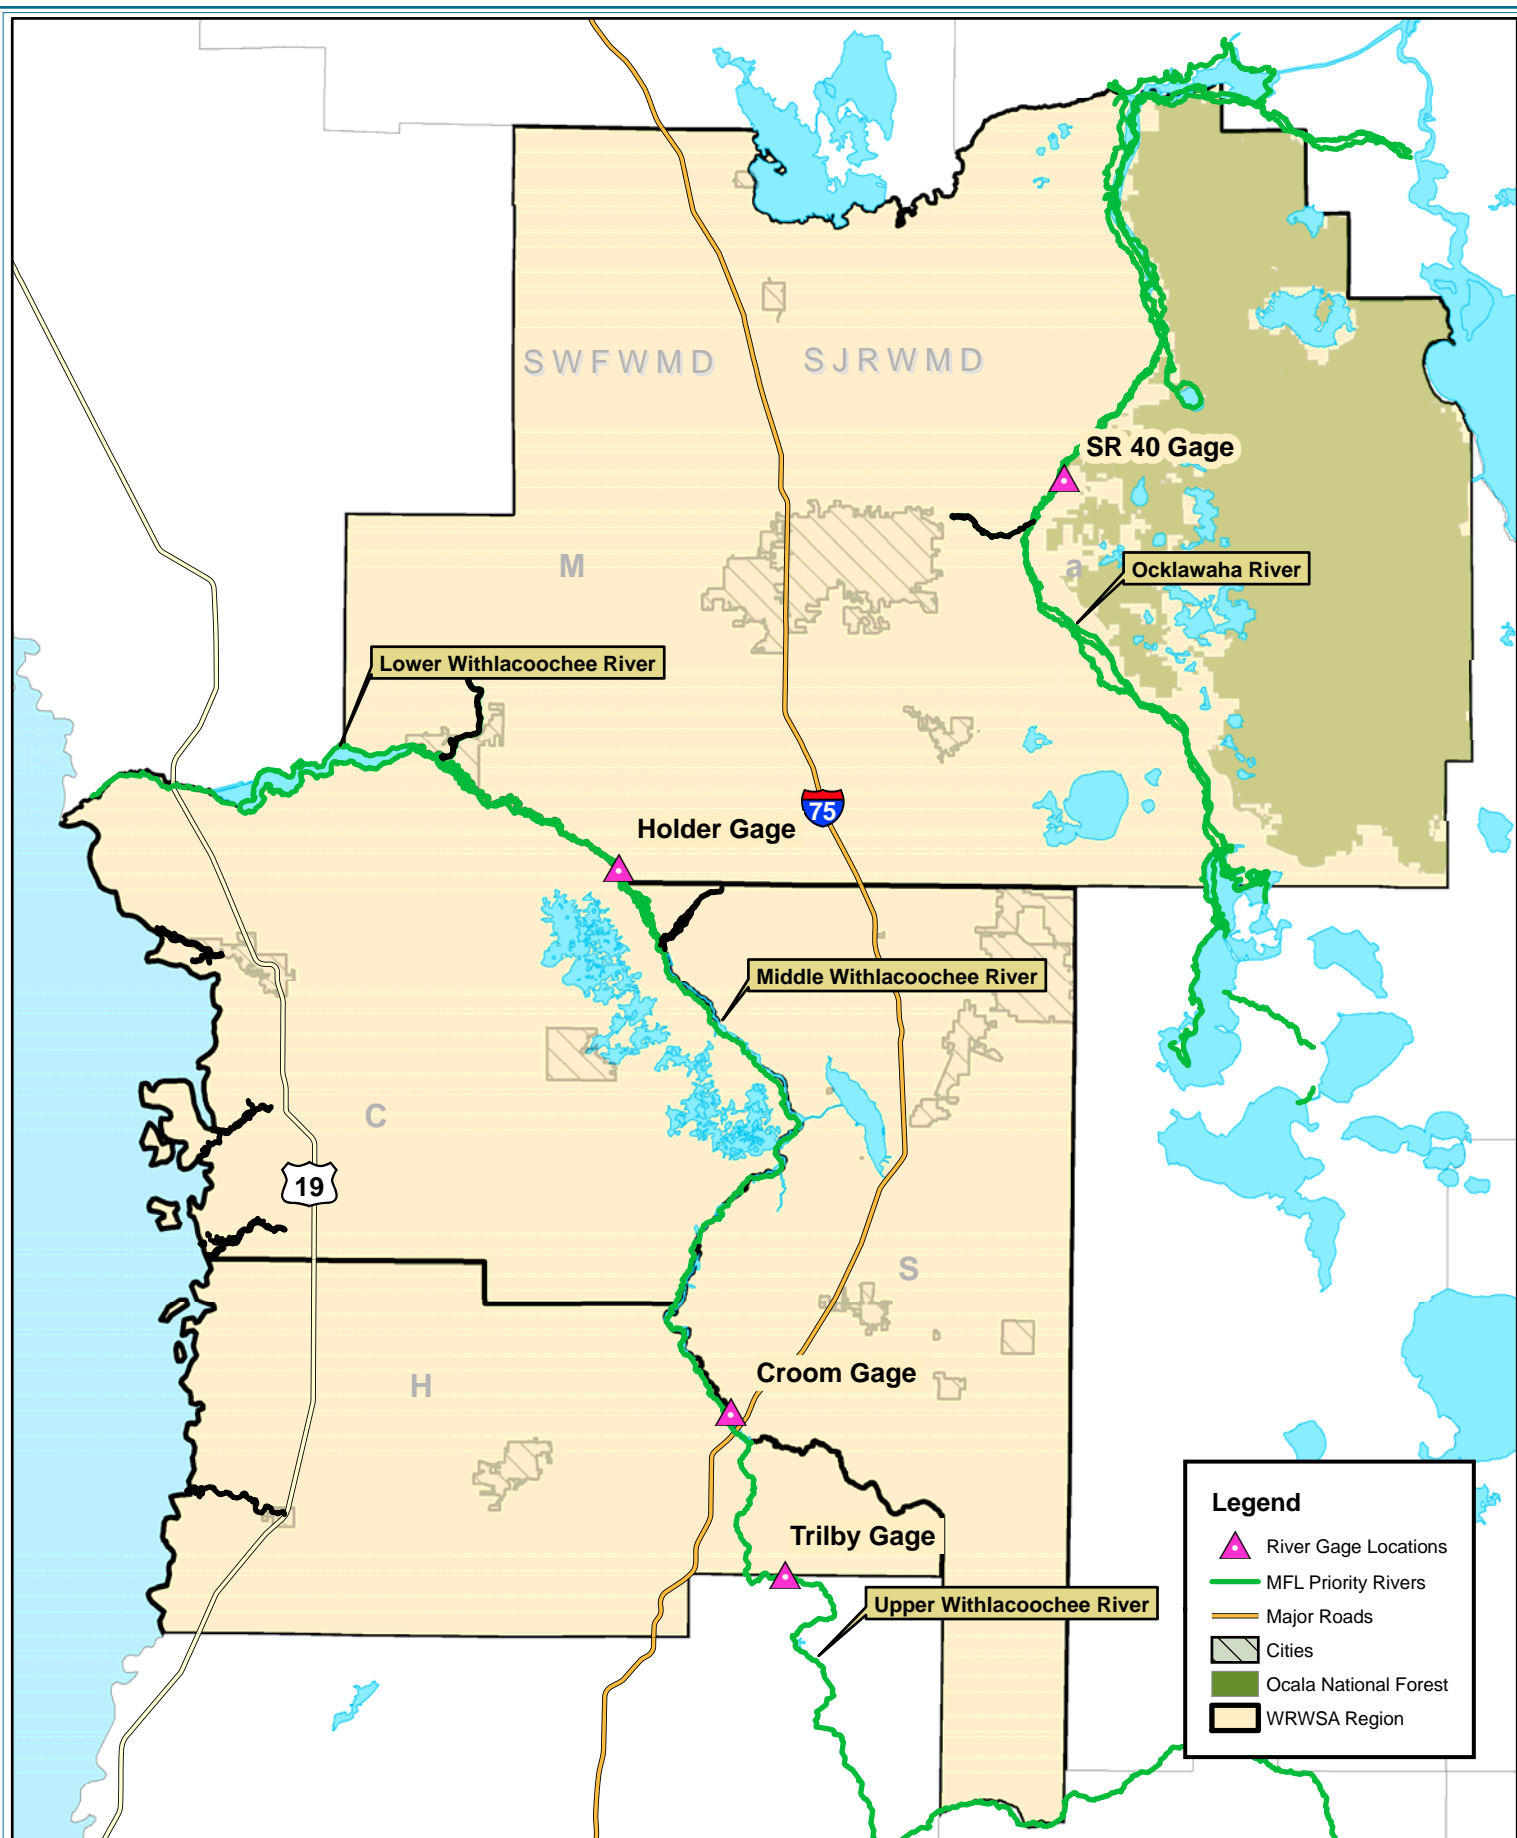 SWFWMD
SJRWMD
SR 40 Gage
M
a
Ocklawaha River
Lower Withlacoochee River
75
Holder Gage
Middle Withlacoochee River
C
19
S
H
Croom Gage
Trilby Gage
Upper Withlacoochee River
Legend
River Gage Locations
MFL Priority Rivers
Major Roads
Cities
Ocala National Forest
WRWSA Region